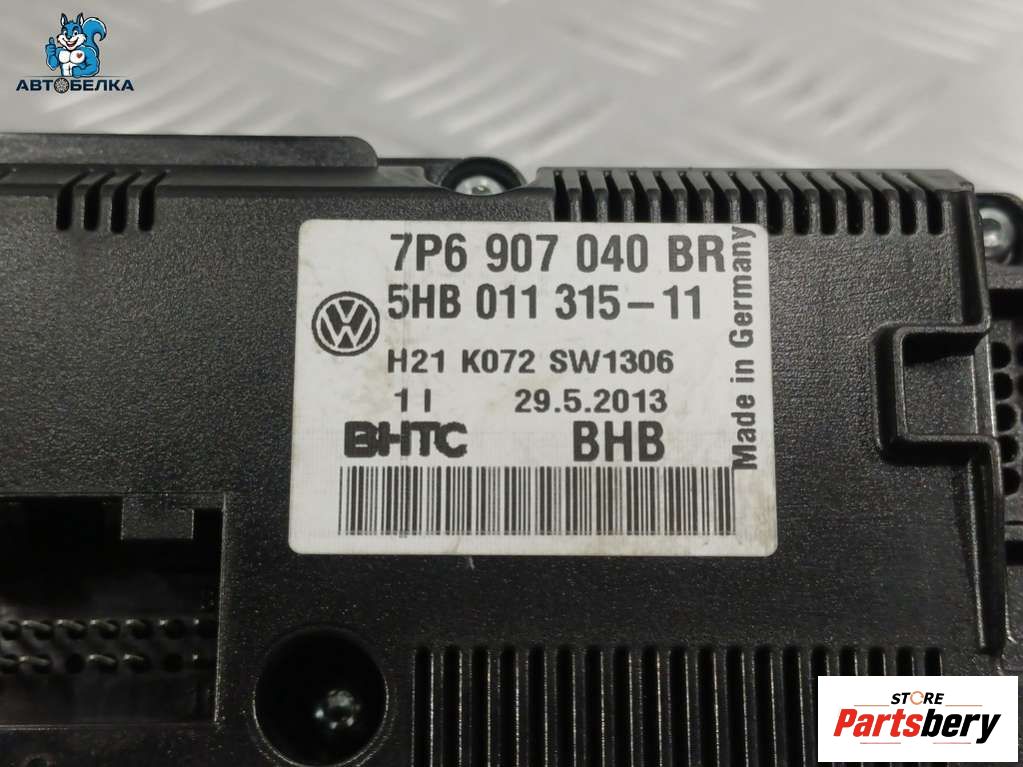 АВТОБЕЛКА
7P6 907 040 BR
5HB 011 315-11
H21 K072 SW1306
1 I 29.5.2013
BHTC BHB
Made in Germany
STORE
Partsbery